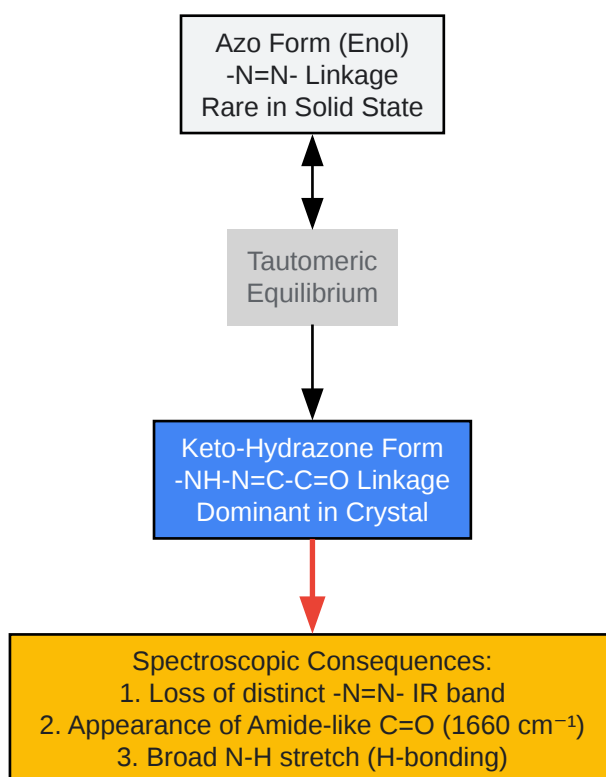 Azo Form (Enol)
-N=N- Linkage
Rare in Solid State
Tautomeric
Equilibrium
Keto-Hydrazone Form
-NH-N=C-C=O Linkage
Dominant in Crystal
Spectroscopic Consequences:
1. Loss of distinct -N=N- IR band
2. Appearance of Amide-like C=O (1660 cm⁻¹)
3. Broad N-H stretch (H-bonding)